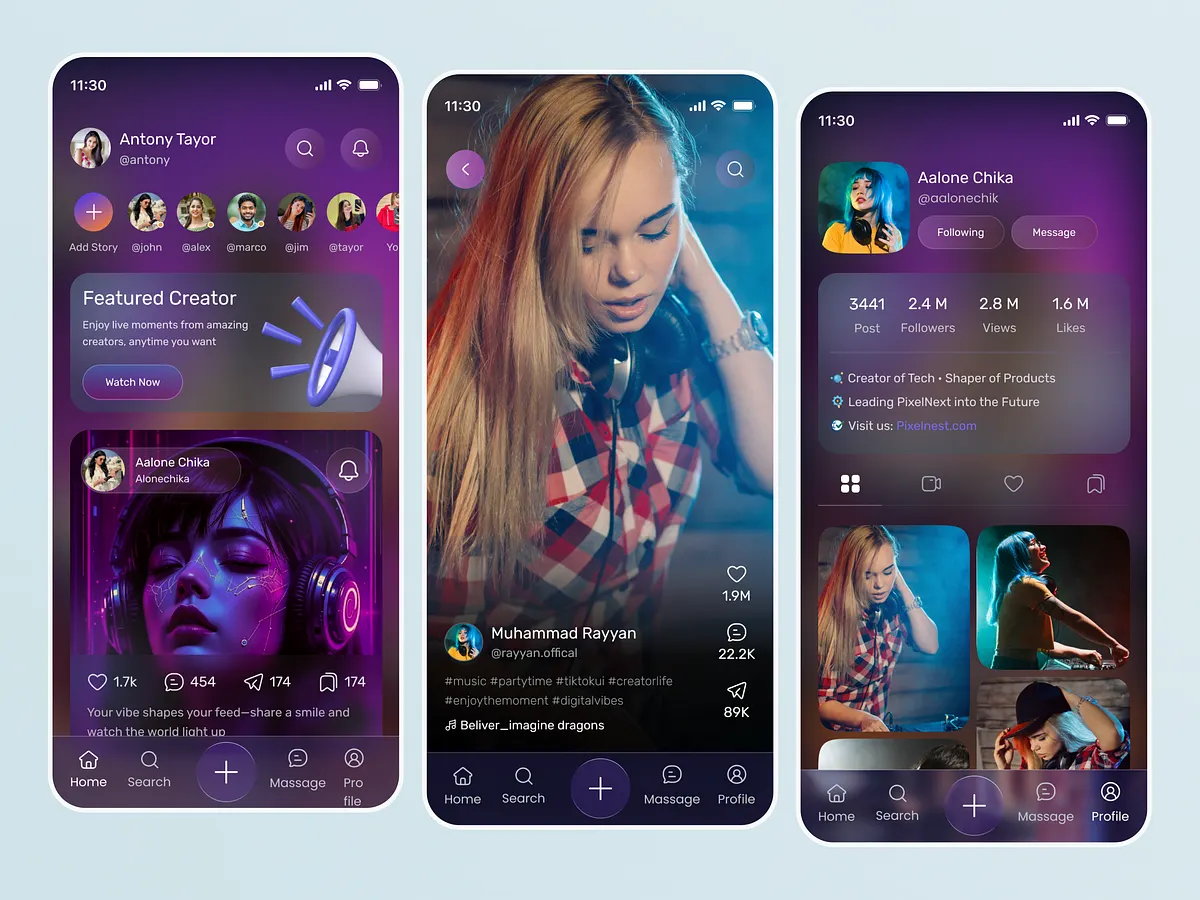 11:30
Antony Tayor
@antony
Add Story
@john
@alex
@marco
@jim
@tayor
Yo
Featured Creator
Enjoy live moments from amazing
creators, anytime you want
Watch Now
Aalone Chika
Alonechika
1.7k
454
174
174
Your vibe shapes your feed—share a smile and
watch the world light up
Home
Search
Massage
Pro
file
11:30
1.9M
22.2K
89K
Muhammad Rayyan
@rayyan.offical
#music #partytime #tiktokui #creatorlife
#enjoythemoment #digitalvibes
Beliver_imagine dragons
Home
Search
Massage
Profile
11:30
Aalone Chika
@aalonechik
Following
Message
3441
2.4 M
2.8 M
1.6 M
Post
Followers
Views
Likes
Creator of Tech • Shaper of Products
Leading PixelNext into the Future
Visit us: Pixelnest.com
Home
Search
Massage
Profile